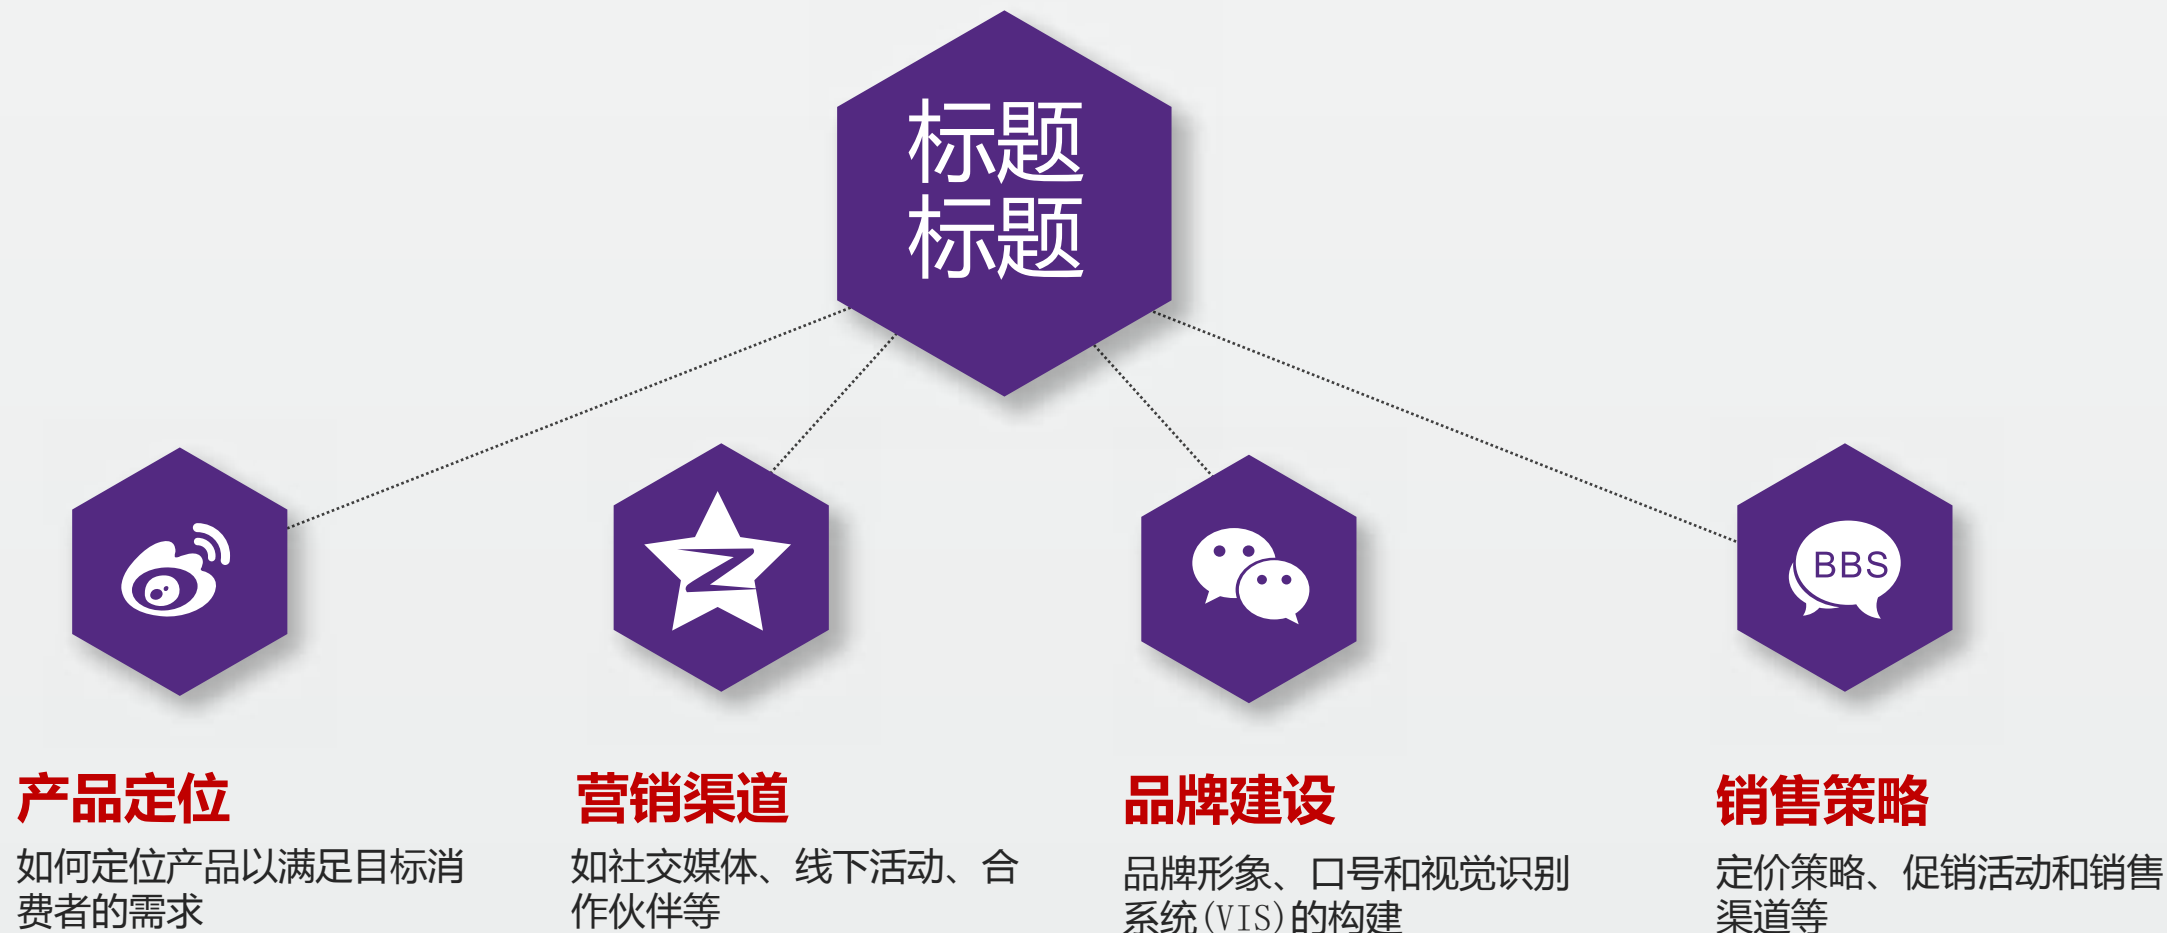 标题
标题
BBS
产品定位
如何定位产品以满足目标消
费者的需求
营销渠道
如社交媒体、线下活动、合
作伙伴等
品牌建设
品牌形象、口号和视觉识别
系统(VIS)的构建
销售策略
定价策略、促销活动和销售
渠道等